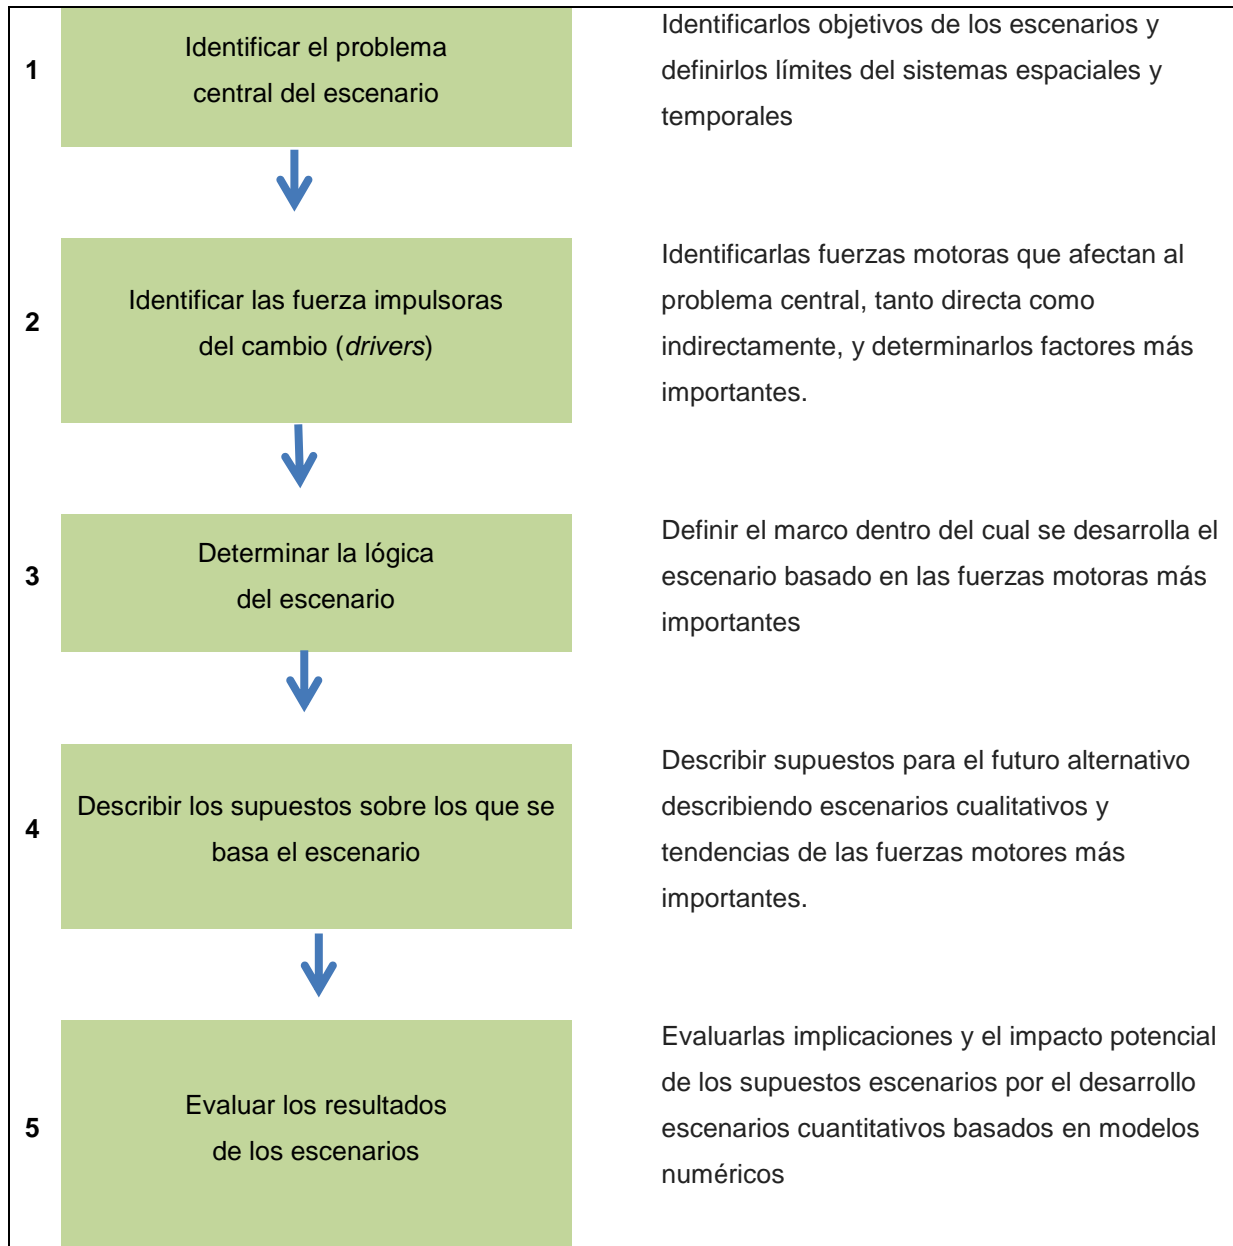 1
Identificar el problema
central del escenario
Identificarlos objetivos de los escenarios y
definirlos límites del sistemas espaciales y
temporales
2
Identificar las fuerza impulsoras
del cambio (drivers)
Identificarlas fuerzas motoras que afectan al
problema central, tanto directa como
indirectamente, y determinarlos factores más
importantes.
3
Determinar la lógica
del escenario
Definir el marco dentro del cual se desarrolla el
escenario basado en las fuerzas motoras más
importantes
4
Describir los supuestos sobre los que se
basa el escenario
Describir supuestos para el futuro alternativo
describiendo escenarios cualitativos y
tendencias de las fuerzas motores más
importantes.
5
Evaluar los resultados
de los escenarios
Evaluarlas implicaciones y el impacto potencial
de los supuestos escenarios por el desarrollo
escenarios cuantitativos basados en modelos
numéricos